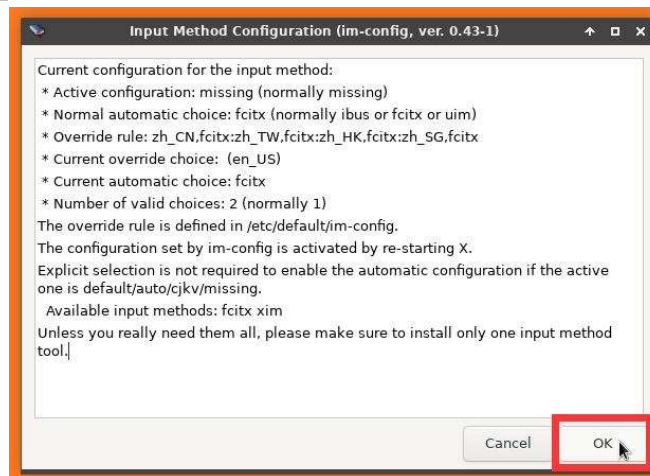 Input Method Configuration (im-config, ver. 0.43-1)
Current configuration for the input method:
* Active configuration: missing (normally missing)
* Normal automatic choice: fcitx (normally ibus or fcitx or uim)
* Override rule: zh_CN,fcitx:zh_TW,fcitx:zh_HK,fcitx:zh_SG,fcitx
* Current override choice:  (en_US)
* Current automatic choice: fcitx
* Number of valid choices: 2 (normally 1)
The override rule is defined in /etc/default/im-config.
The configuration set by im-config is activated by re-starting X.
Explicit selection is not required to enable the automatic configuration if the active
one is default/auto/cjkv/missing.
Available input methods: fcitx xim
Unless you really need them all, please make sure to install only one input method
tool.
Cancel
OK